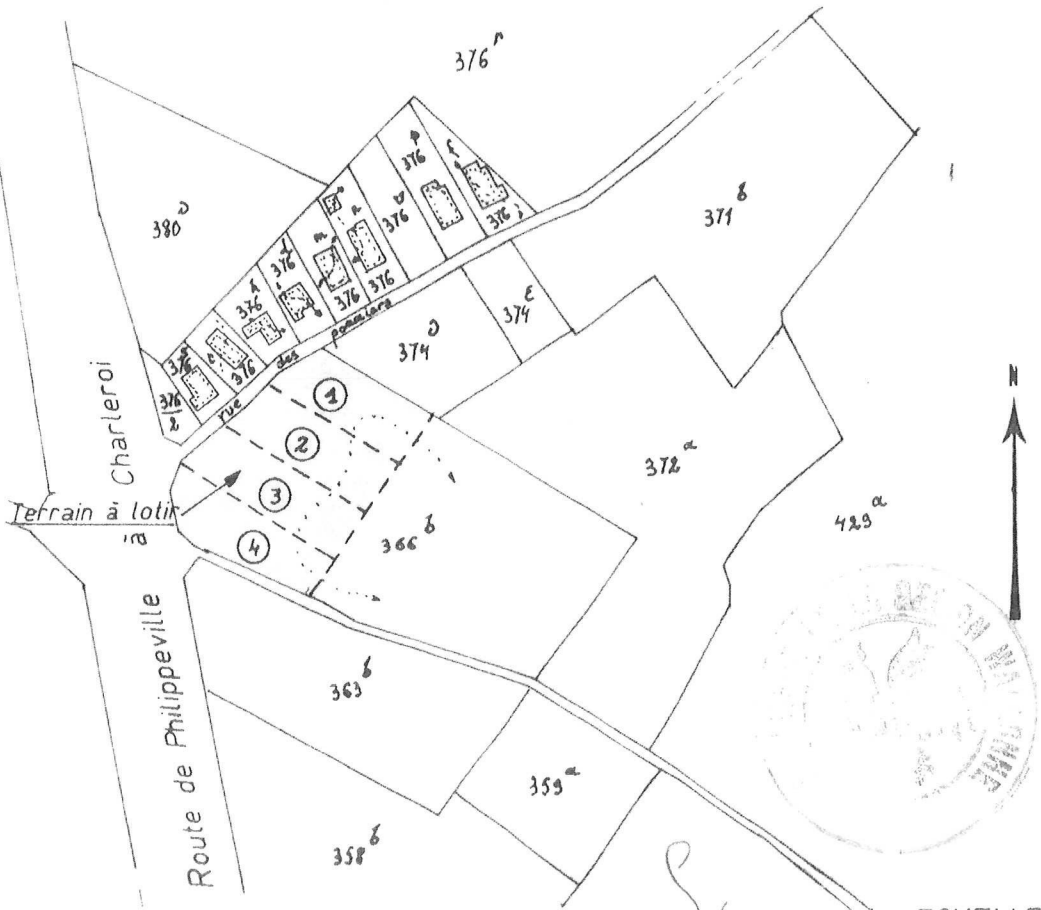 376 r
380
376 p
376 f
376 j
376 v
371 b
376 n
376 m
376 d
376 h
376 c
376 s
376/2
rue des pommiers
374 E
374
1
2
3
4
Terrain à lotir
Route de Philippeville à Charleroi
366 b
372 a
429 a
N
363 b
359 a
358 b